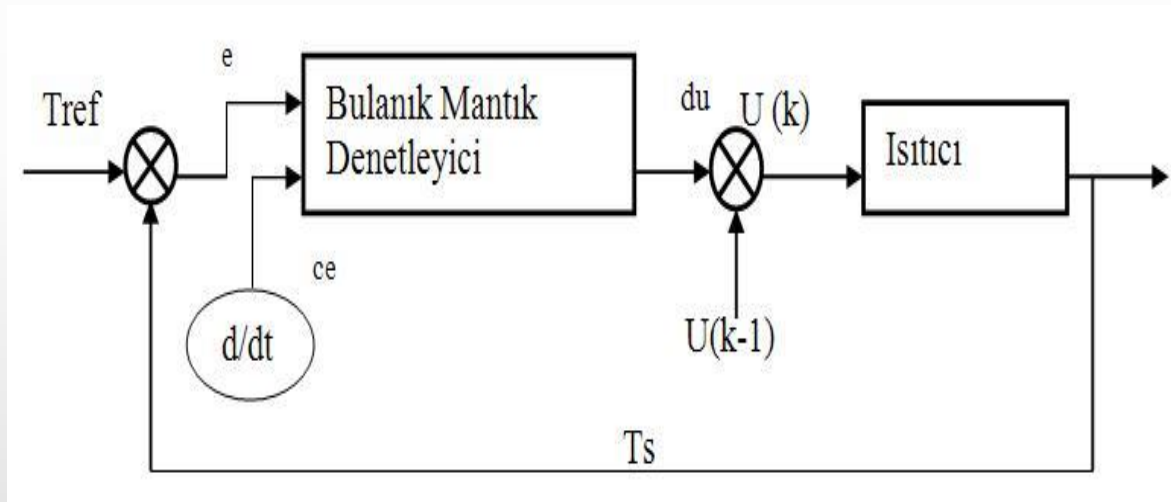 Tref
e
Bulanık Mantık
Denetleyici
ce
d/dt
du
U (k)
U(k-1)
Isıtıcı
Ts